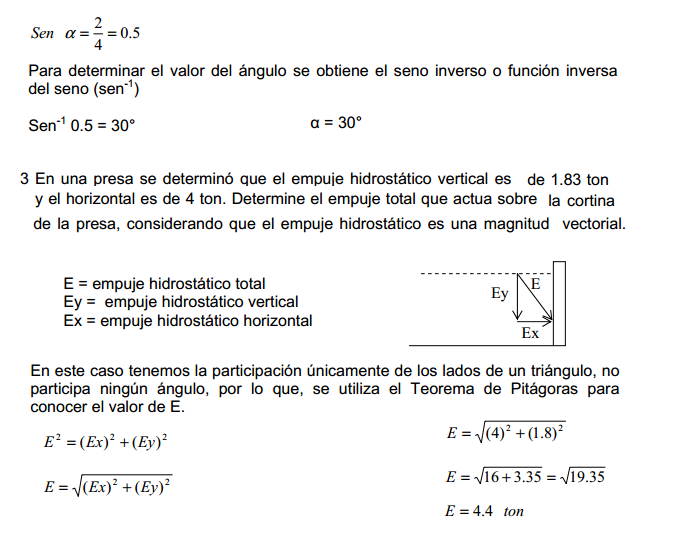 Sen α = 2/4 = 0.5
Para determinar el valor del ángulo se obtiene el seno inverso o función inversa
del seno (sen⁻¹)
Sen⁻¹ 0.5 = 30° α = 30°
3 En una presa se determinó que el empuje hidrostático vertical es de 1.83 ton
y el horizontal es de 4 ton. Determine el empuje total que actua sobre la cortina
de la presa, considerando que el empuje hidrostático es una magnitud vectorial.
E = empuje hidrostático total
Ey = empuje hidrostático vertical
Ex = empuje hidrostático horizontal
E
Ey
Ex
En este caso tenemos la participación únicamente de los lados de un triángulo, no
participa ningún ángulo, por lo que, se utiliza el Teorema de Pitágoras para
conocer el valor de E.
E² = (Ex)² + (Ey)²
E = √((Ex)² + (Ey)²)
E = √((4)² + (1.8)²)
E = √(16 + 3.35) = √19.35
E = 4.4 ton